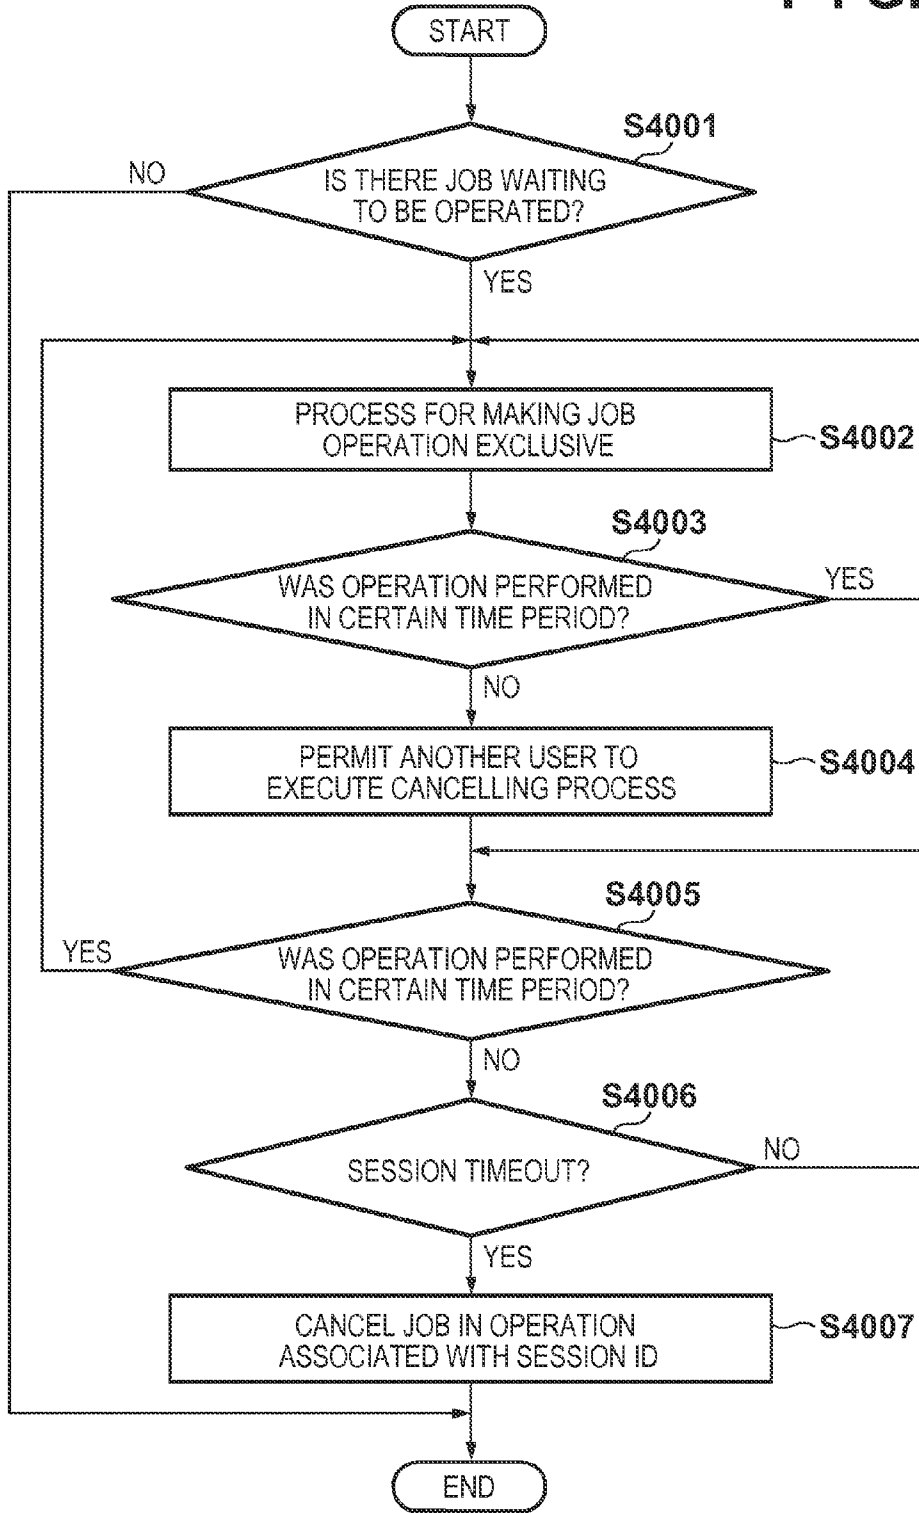 START
S4001
NO
IS THERE JOB WAITING
TO BE OPERATED?
YES
PROCESS FOR MAKING JOB
OPERATION EXCLUSIVE
S4002
S4003
WAS OPERATION PERFORMED
IN CERTAIN TIME PERIOD?
YES
NO
PERMIT ANOTHER USER TO
EXECUTE CANCELLING PROCESS
S4004
S4005
YES
WAS OPERATION PERFORMED
IN CERTAIN TIME PERIOD?
NO
S4006
SESSION TIMEOUT?
NO
YES
CANCEL JOB IN OPERATION
ASSOCIATED WITH SESSION ID
S4007
END